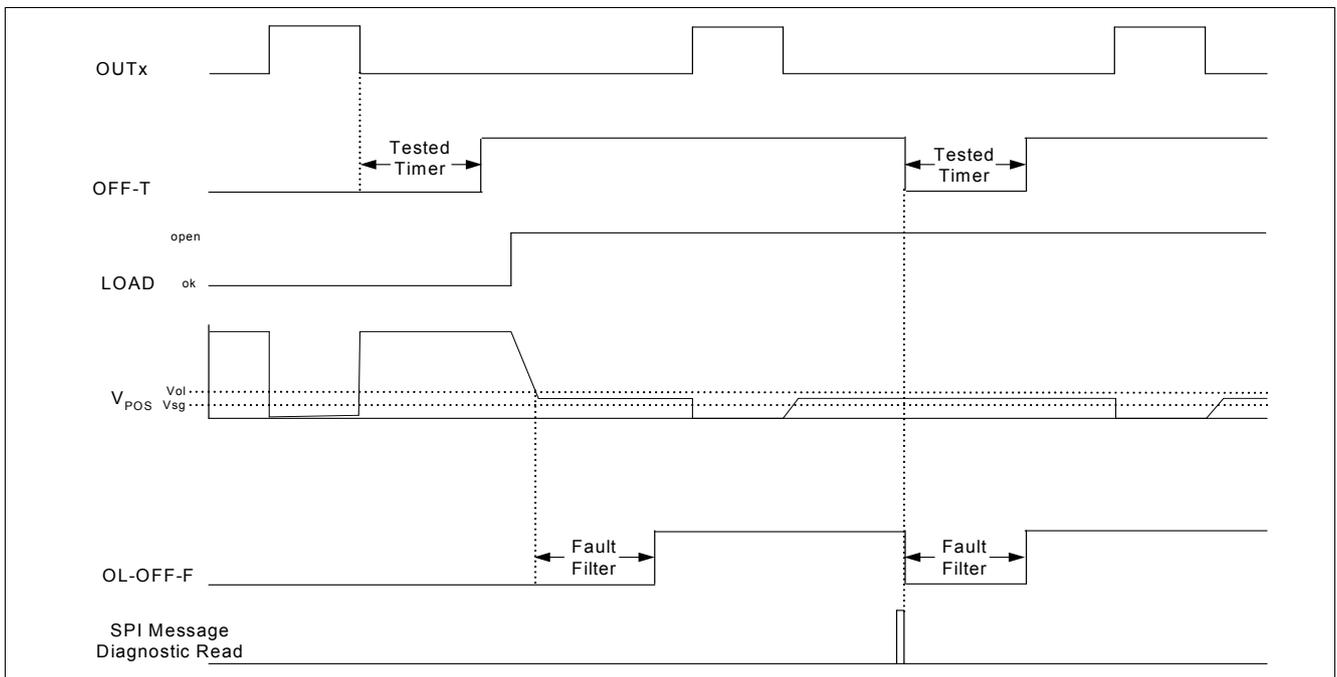 OUTx
Tested
Timer
Tested
Timer
OFF-T
open
LOAD ok
Vol
VPOS Vsg
Fault
Filter
Fault
Filter
OL-OFF-F
SPI Message
Diagnostic Read